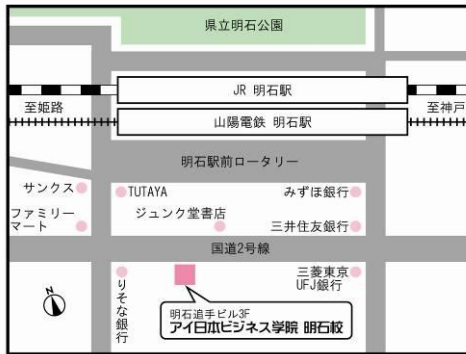 県立明石公園
JR 明石駅
至姫路
至神戸
山陽電鉄 明石駅
明石駅前ロータリー
サンクス
TUTAYA
みずほ銀行
ファミリー
マート
ジュンク堂書店
三井住友銀行
国道2号線
りそな銀行
三菱東京
UFJ銀行
N
明石追手ビル3F
アイ日本ビジネス学院 明石校